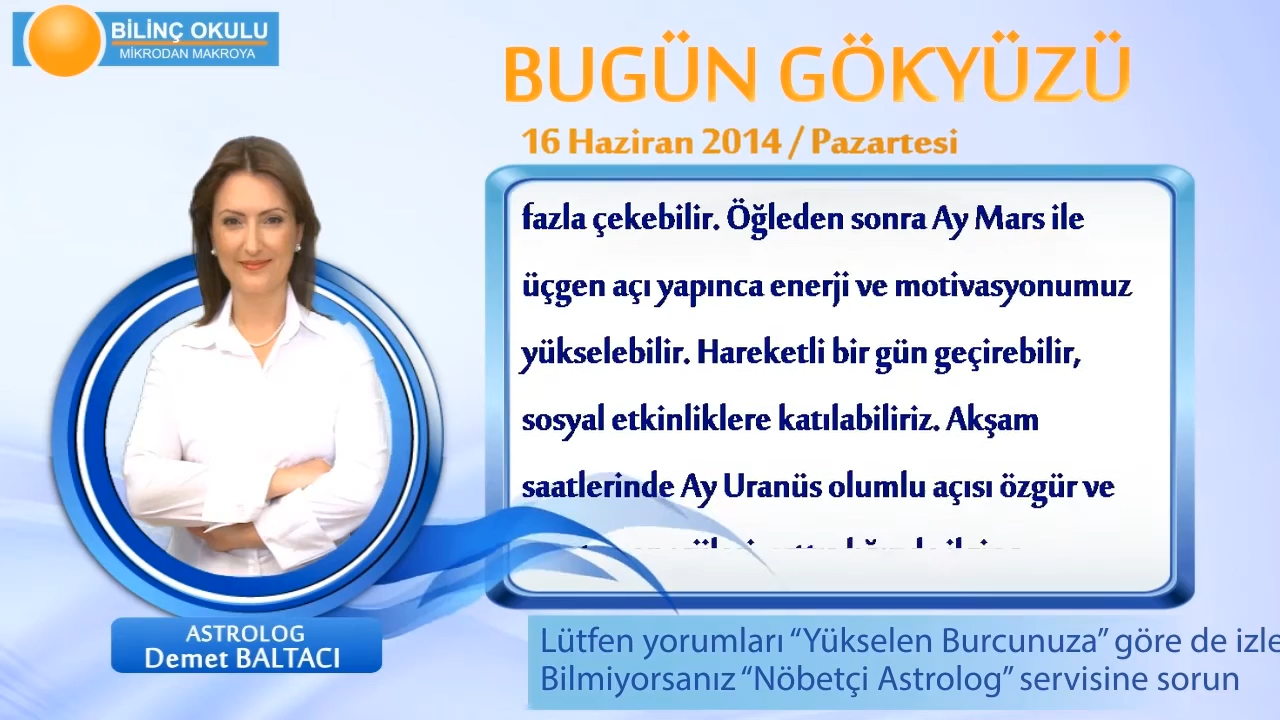 BİLİNÇ OKULU
MİKRODAN MAKROYA
BUGÜN GÖKYÜZÜ
16 Haziran 2014 / Pazartesi
fazla çekebilir. Öğleden sonra Ay Mars ile
üçgen açı yapınca enerji ve motivasyonumuz
yükselebilir. Hareketli bir gün geçirebilir,
sosyal etkinliklere katılabiliriz. Akşam
saatlerinde Ay Uranüs olumlu açısı özgür ve
ASTROLOG
Demet BALTACI
Lütfen yorumları “Yükselen Burcunuza” göre de izle
Bilmiyorsanız “Nöbetçi Astrolog” servisine sorun